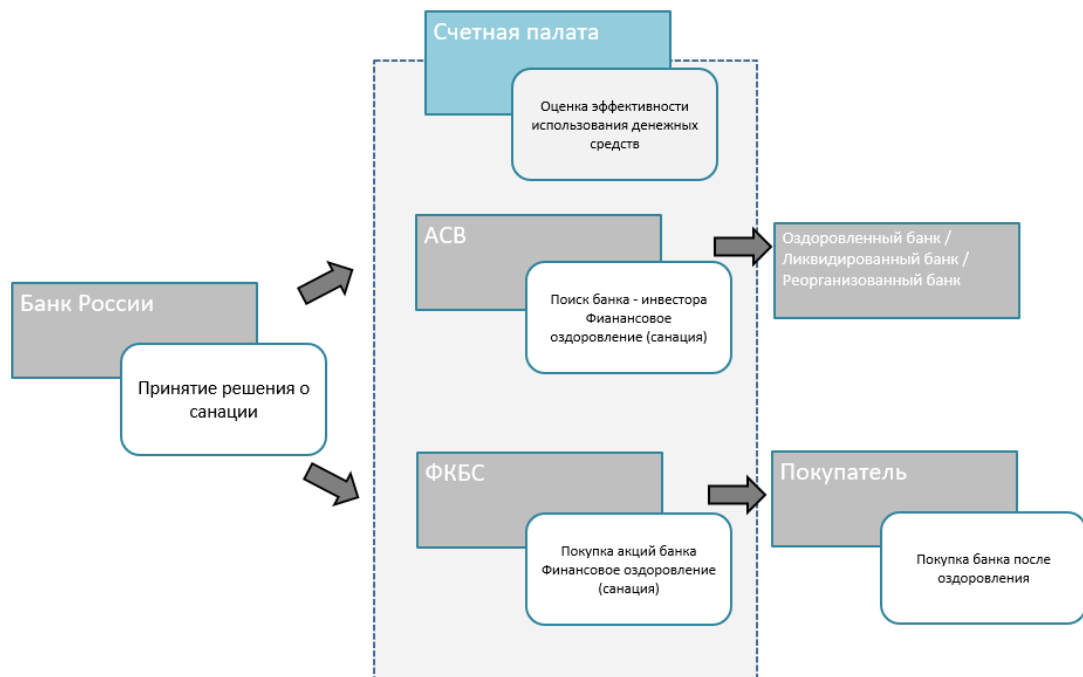 Счетная палата
Оценка эффективности
использования денежных
средств
АСВ
Поиск банка - инвестора
Фианансовое
оздоровление (санация)
Оздоровленный банк /
Ликвидированный банк /
Реорганизованный банк
Банк России
Принятие решения о
санации
ФКБС
Покупка акций банка
Финансовое оздоровление
(санация)
Покупатель
Покупка банка после
оздоровления